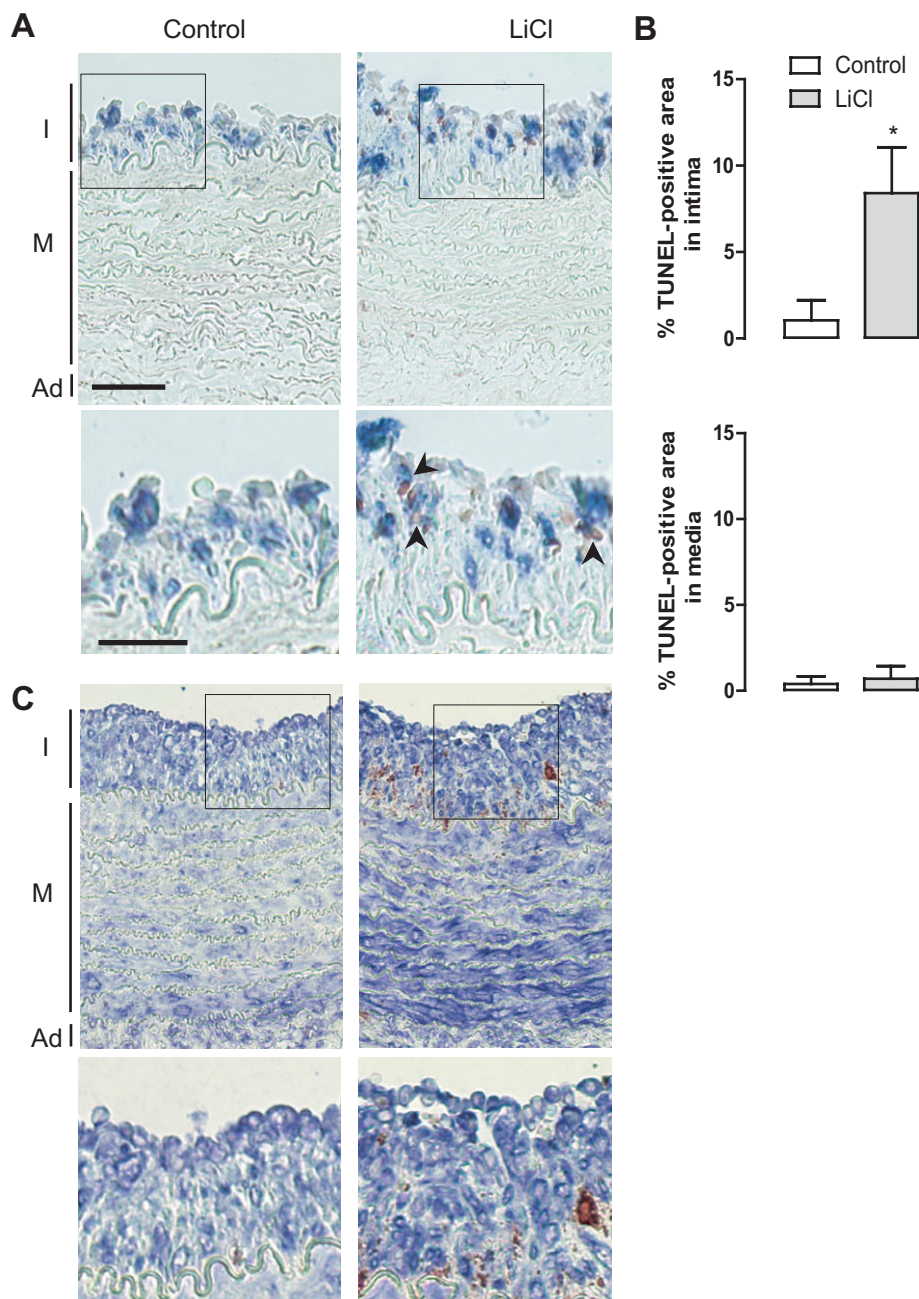 A
Control
LiCl
I
M
Ad
B
Control
LiCl
% TUNEL-positive area
in intima
15
10
5
0
*
% TUNEL-positive area
in media
15
10
5
0
C
I
M
Ad